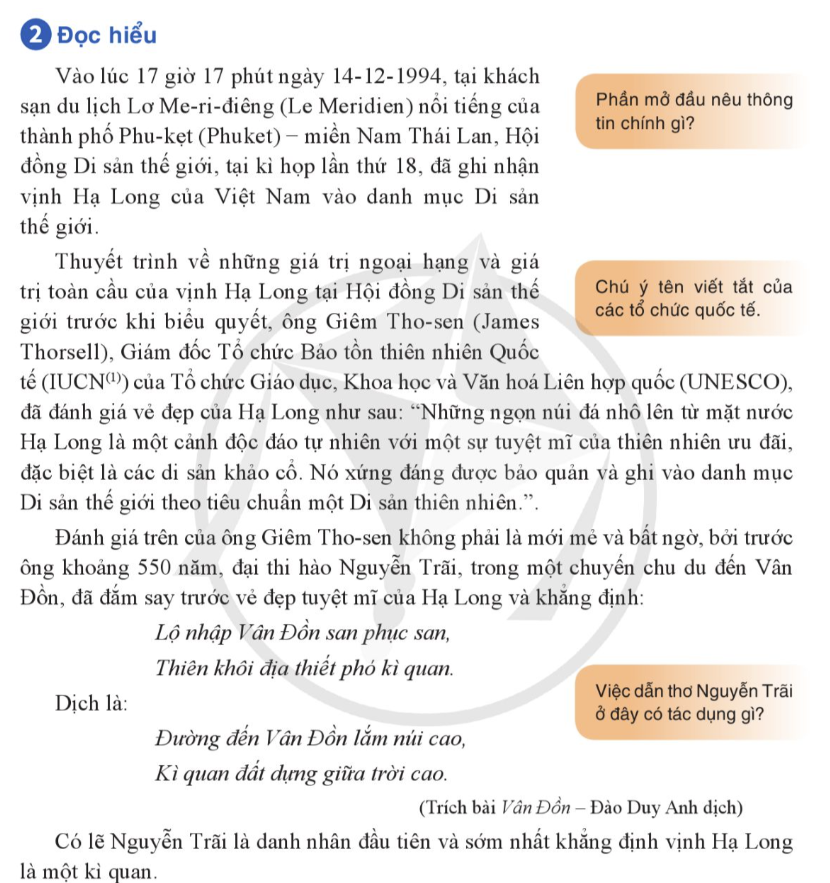 2 Đọc hiểu
Vào lúc 17 giờ 17 phút ngày 14-12-1994, tại khách
sạn du lịch Lơ Me-ri-điêng (Le Meridien) nổi tiếng của
thành phố Phu-kẹt (Phuket) – miền Nam Thái Lan, Hội
đồng Di sản thế giới, tại kì họp lần thứ 18, đã ghi nhận
vịnh Hạ Long của Việt Nam vào danh mục Di sản
thế giới.
Phần mở đầu nêu thông
tin chính gì?
Thuyết trình về những giá trị ngoại hạng và giá
trị toàn cầu của vịnh Hạ Long tại Hội đồng Di sản thế
giới trước khi biểu quyết, ông Giêm Tho-sen (James
Thorsell), Giám đốc Tổ chức Bảo tồn thiên nhiên Quốc
tế (IUCN⁽¹⁾) của Tổ chức Giáo dục, Khoa học và Văn hoá Liên hợp quốc (UNESCO),
đã đánh giá vẻ đẹp của Hạ Long như sau: “Những ngọn núi đá nhô lên từ mặt nước
Hạ Long là một cảnh độc đáo tự nhiên với một sự tuyệt mĩ của thiên nhiên ưu đãi,
đặc biệt là các di sản khảo cổ. Nó xứng đáng được bảo quản và ghi vào danh mục
Di sản thế giới theo tiêu chuẩn một Di sản thiên nhiên.”.
Chú ý tên viết tắt của
các tổ chức quốc tế.
Đánh giá trên của ông Giêm Tho-sen không phải là mới mẻ và bất ngờ, bởi trước
ông khoảng 550 năm, đại thi hào Nguyễn Trãi, trong một chuyến chu du đến Vân
Đồn, đã đắm say trước vẻ đẹp tuyệt mĩ của Hạ Long và khẳng định:
Lộ nhập Vân Đồn san phục san,
Thiên khôi địa thiết phó kì quan.
Dịch là:
Việc dẫn thơ Nguyễn Trãi
ở đây có tác dụng gì?
Đường đến Vân Đồn lắm núi cao,
Kì quan đất dựng giữa trời cao.
(Trích bài Vân Đồn – Đào Duy Anh dịch)
Có lẽ Nguyễn Trãi là danh nhân đầu tiên và sớm nhất khẳng định vịnh Hạ Long
là một kì quan.